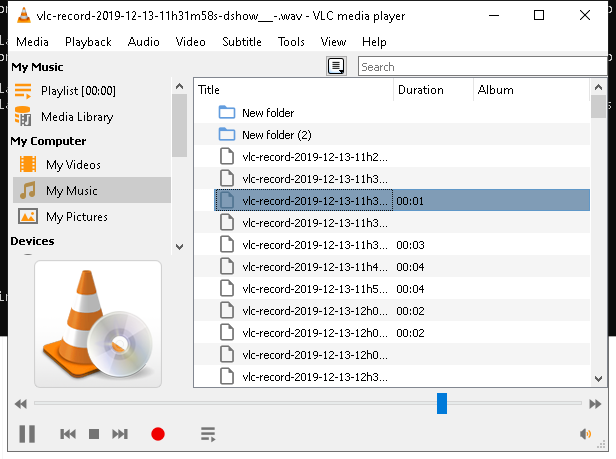 vlc-record-2019-12-13-11h31m58s-dshow__-.wav - VLC media player
Media Playback Audio Video Subtitle Tools View Help
My Music
Search
Playlist [00:00]
Media Library
My Computer
My Videos
My Music
My Pictures
Devices
Title Duration Album
New folder
New folder (2)
vlc-record-2019-12-13-11h2...
vlc-record-2019-12-13-11h3...
vlc-record-2019-12-13-11h3... 00:01
vlc-record-2019-12-13-11h3...
vlc-record-2019-12-13-11h3... 00:03
vlc-record-2019-12-13-11h4... 00:04
vlc-record-2019-12-13-11h5... 00:04
vlc-record-2019-12-13-12h0... 00:02
vlc-record-2019-12-13-12h0... 00:02
vlc-record-2019-12-13-12h0...
vlc-record-2019-12-13-12h3...